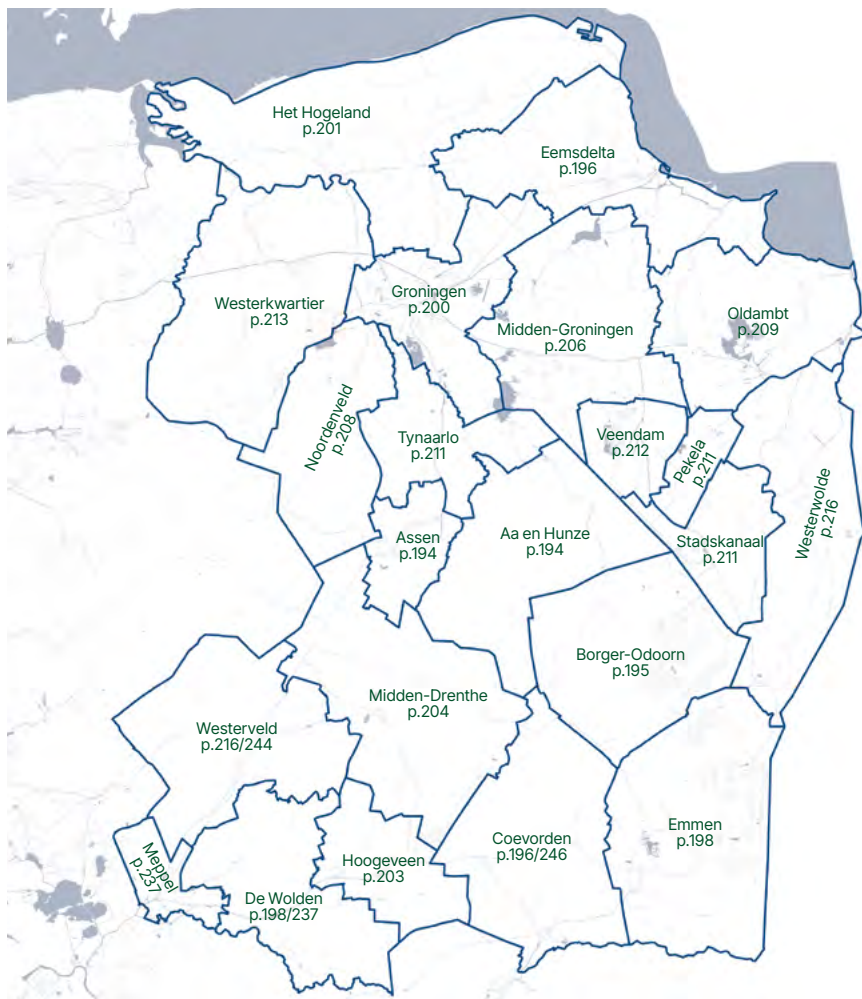 Het Hogeland
p.201
Eemsdelta
p.196
Westerkwartier
p.213
Groningen
p.200
Midden-Groningen
p.206
Oldambt
p.209
Noordenveld
p.208
Tynaarlo
p.211
Veendam
p.212
Pekela
p.211
Westerwolde
p.216
Assen
p.194
Aa en Hunze
p.194
Stadskanaal
p.211
Borger-Odoorn
p.195
Midden-Drenthe
p.204
Westerveld
p.216/244
Meppel
p.237
De Wolden
p.198/237
Hoogeveen
p.203
Coevorden
p.196/246
Emmen
p.198